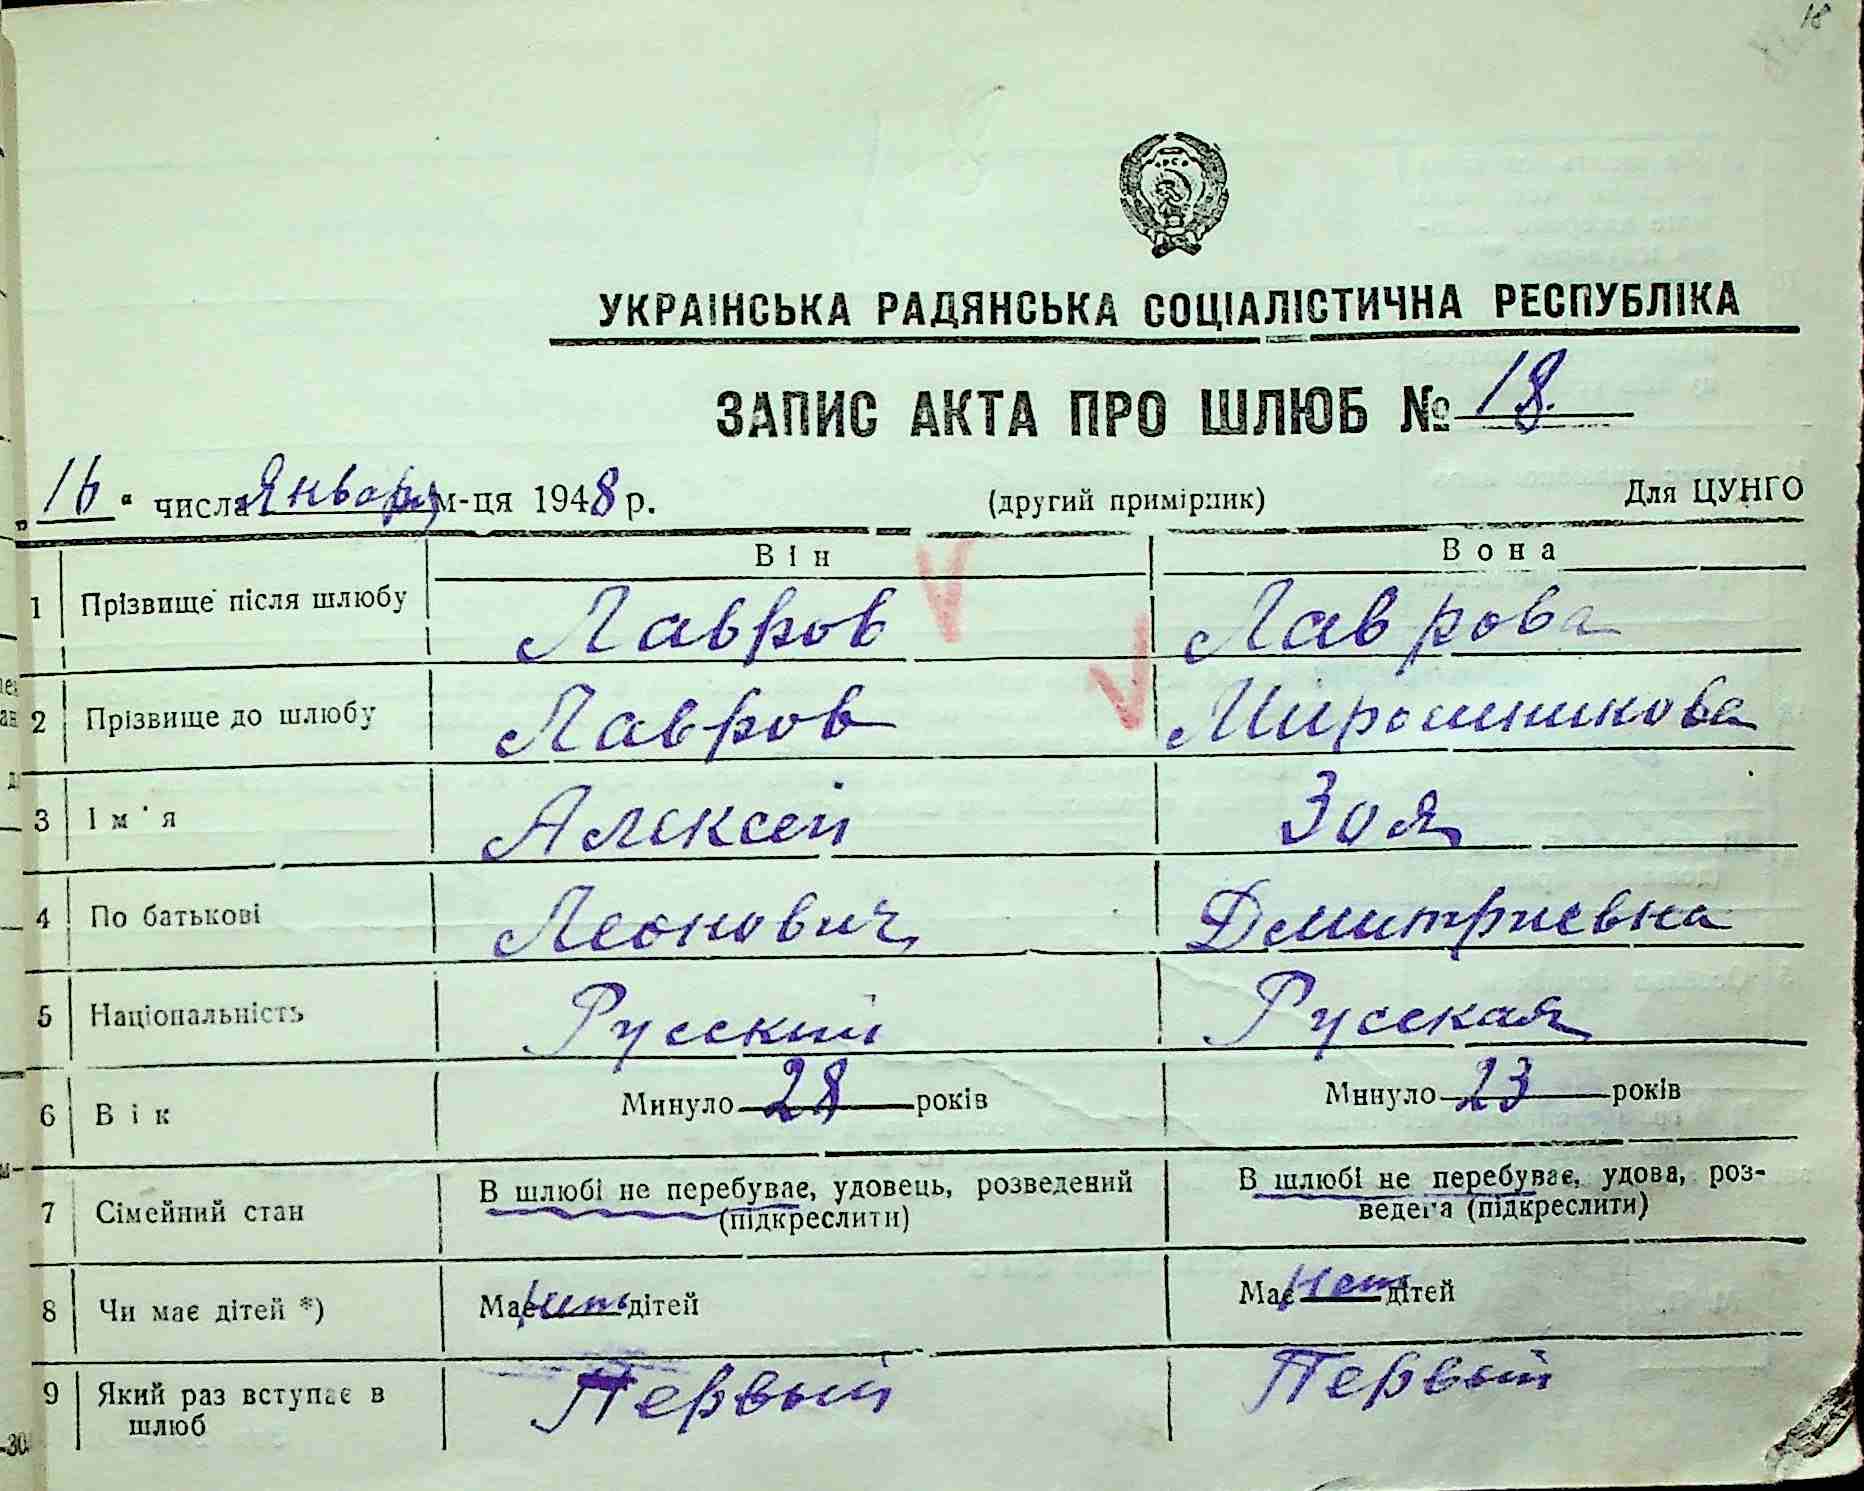 18
УКРАЇНСЬКА РАДЯНСЬКА СОЦІАЛІСТИЧНА РЕСПУБЛІКА
ЗАПИС АКТА ПРО ШЛЮБ № 18.
„16“ числа Января м-ця 1948 р. (другий примірник) Для ЦУНГО
Він Вона
1 Прізвище після шлюбу Лавров Лаврова
2 Прізвище до шлюбу Лавров Мирошникова
3 Ім'я Алексей Зоя
4 По батькові Леонович Дмитриевна
5 Національність Русский Русская
6 Вік Минуло 28 років Минуло 23 років
7 Сімейний стан В шлюбі не перебуває, удовець, розведений (підкреслити) В шлюбі не перебуває, удова, роз-
ведена (підкреслити)
8 Чи має дітей *) Має нет дітей Має нет дітей
9 Який раз вступає в Первый Первый
шлюб